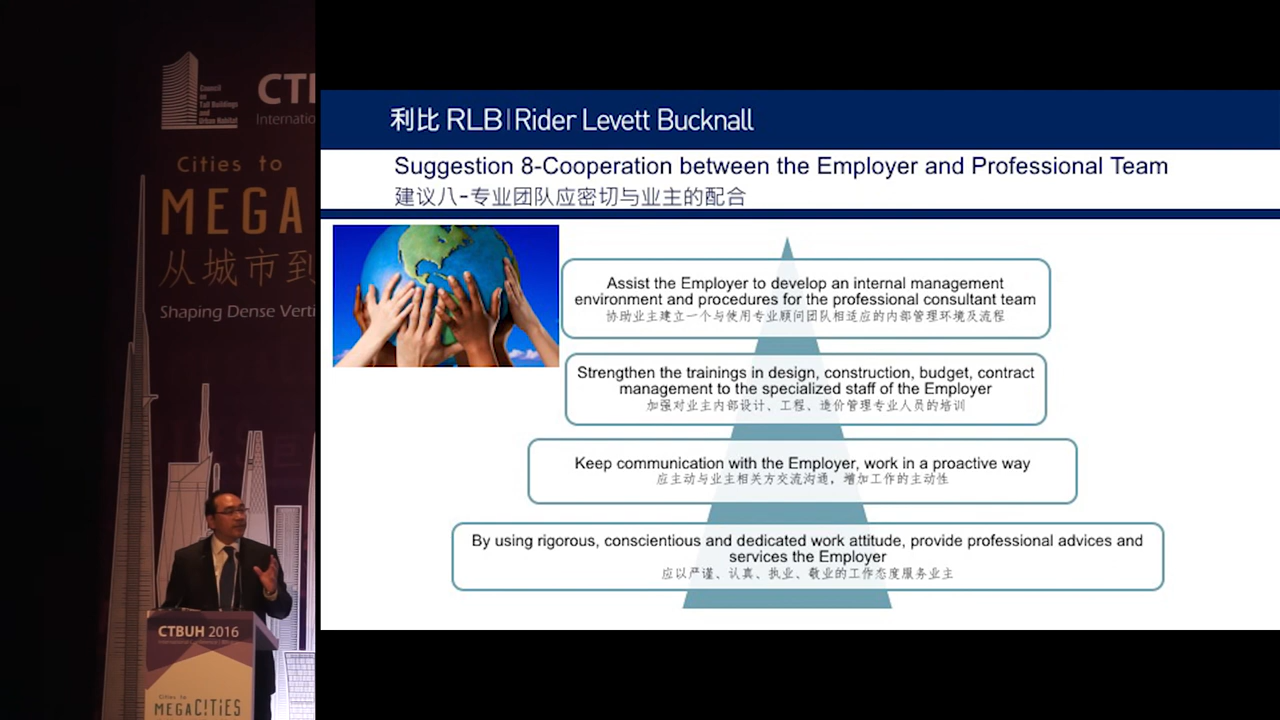 Council
on
Tall Buildings
and
Urban Habitat
Cities to
MEGA
从城市到
Shaping Dense Verti
CTBUH 2016
Cities to
MEGACITIES
利比 RLB | Rider Levett Bucknall
Suggestion 8-Cooperation between the Employer and Professional Team
建议八-专业团队应密切与业主的配合
Assist the Employer to develop an internal management
environment and procedures for the professional consultant team
协助业主建立一个与使用专业顾问团队相适应的内部管理环境及流程
Strengthen the trainings in design, construction, budget, contract
management to the specialized staff of the Employer
加强对业主内部设计、工程、造价管理专业人员的培训
Keep communication with the Employer, work in a proactive way
应主动与业主相关方交流沟通，增加工作的主动性
By using rigorous, conscientious and dedicated work attitude, provide professional advices and
services the Employer
应以严谨、认真、执业、敬业的工作态度服务业主